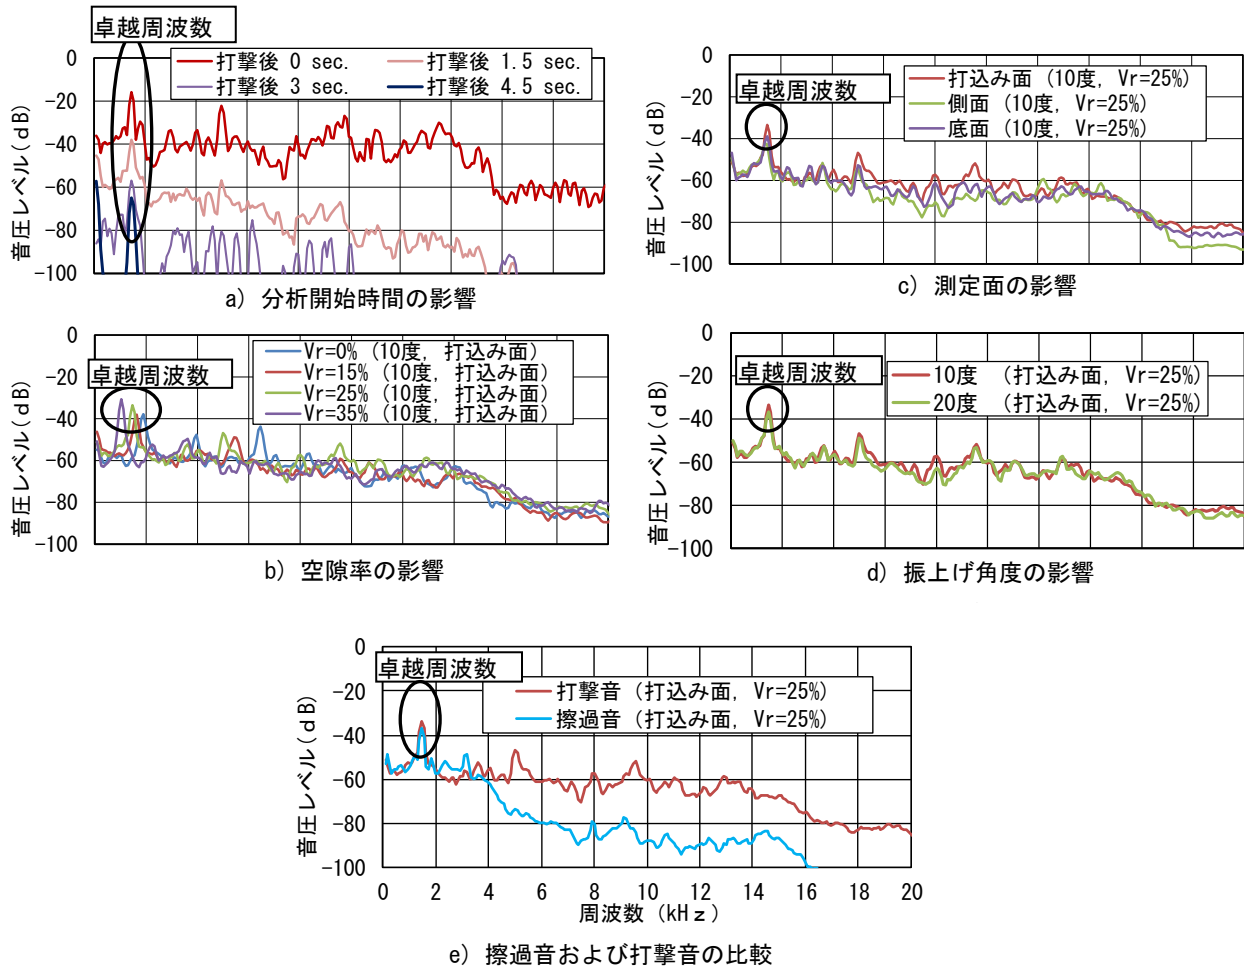 卓越周波数
打撃後 0 sec.
打撃後 1.5 sec.
打撃後 3 sec.
打撃後 4.5 sec.
音圧レベル(dB)
0
-20
-40
-60
-80
-100
a) 分析開始時間の影響
卓越周波数
打込み面 (10度, Vr=25%)
側面 (10度, Vr=25%)
底面 (10度, Vr=25%)
音圧レベル(dB)
0
-20
-40
-60
-80
-100
c) 測定面の影響
卓越周波数
Vr=0% (10度, 打込み面)
Vr=15% (10度, 打込み面)
Vr=25% (10度, 打込み面)
Vr=35% (10度, 打込み面)
音圧レベル(dB)
0
-20
-40
-60
-80
-100
b) 空隙率の影響
卓越周波数
10度 (打込み面, Vr=25%)
20度 (打込み面, Vr=25%)
音圧レベル(dB)
0
-20
-40
-60
-80
-100
d) 振上げ角度の影響
卓越周波数
打撃音 (打込み面, Vr=25%)
擦過音 (打込み面, Vr=25%)
音圧レベル(dB)
0
-20
-40
-60
-80
-100
0 2 4 6 8 10 12 14 16 18 20
周波数 (kHz)
e) 擦過音および打撃音の比較